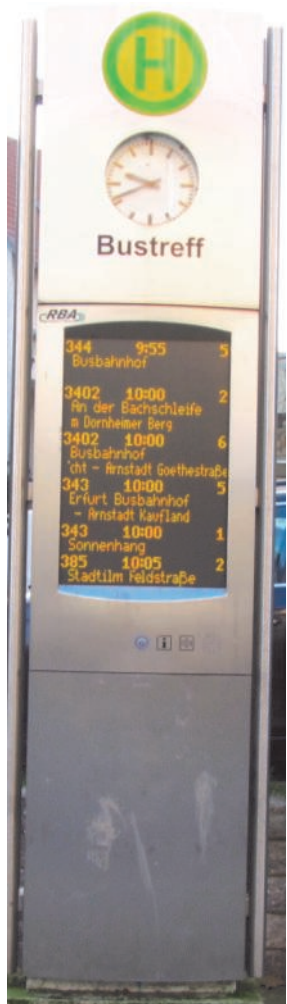 H
Bustreff
RBA
344 9:55 5
Busbahnhof
3402 10:00 2
An der Bachschleife
m Dornheimer Berg
3402 10:00 6
Busbahnhof
cht - Arnstadt Goethestraße
343 10:00 5
Erfurt Busbahnhof
- Arnstadt Kaufland
343 10:00 1
Sonnenhang
385 10:05 2
Stadtilm Feldstraße
i